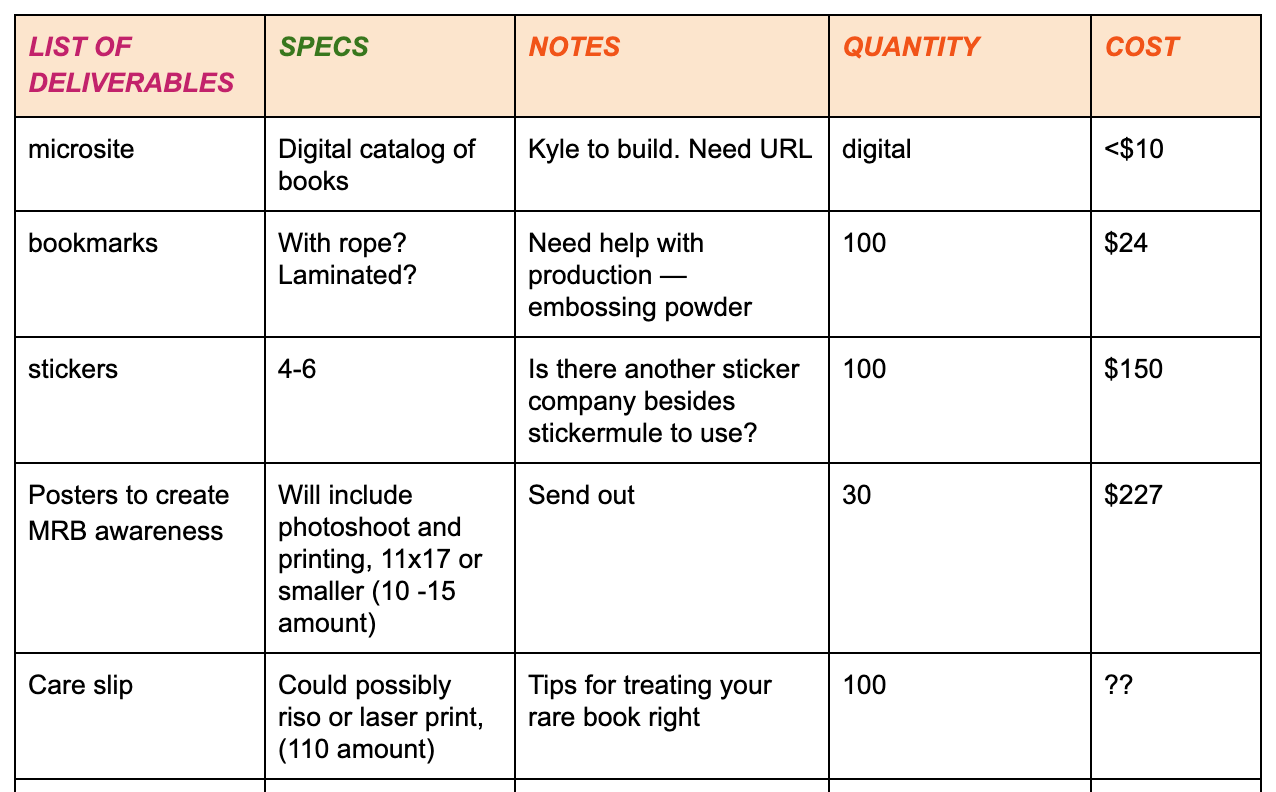 LIST OF
DELIVERABLES
SPECS
NOTES
QUANTITY
COST
microsite
Digital catalog of
books
Kyle to build. Need URL
digital
<$10
bookmarks
With rope?
Laminated?
Need help with
production —
embossing powder
100
$24
stickers
4-6
Is there another sticker
company besides
stickermule to use?
100
$150
Posters to create
MRB awareness
Will include
photoshoot and
printing, 11x17 or
smaller (10 -15
amount)
Send out
30
$227
Care slip
Could possibly
riso or laser print,
(110 amount)
Tips for treating your
rare book right
100
??